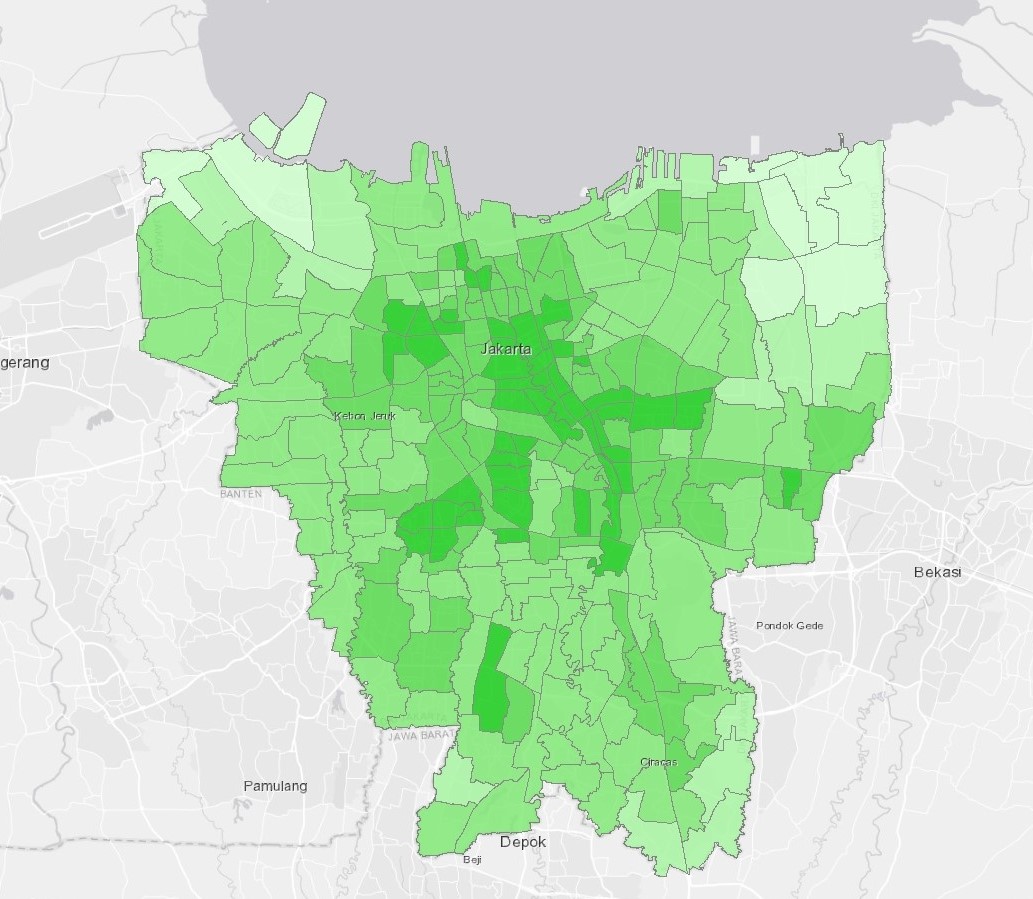 Jakarta
gerang
Kebon Jeruk
BANTEN
Bekasi
Pondok Gede
JAWA BARAT
JAWA BARAT
Ciracas
Pamulang
Depok
Beji